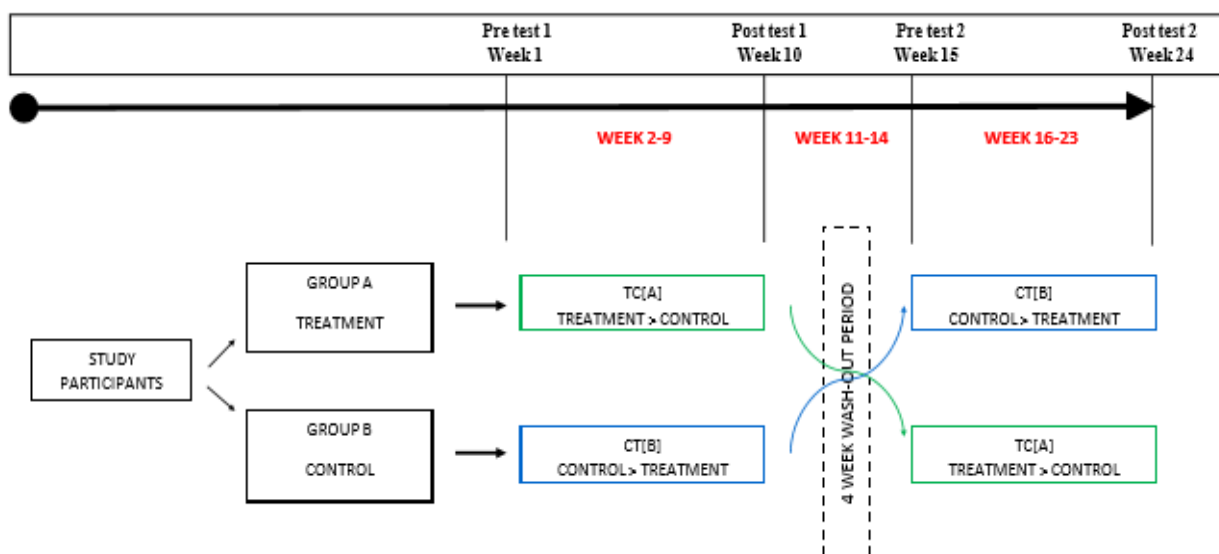 Pre test 1
Week 1
Post test 1
Week 10
Pre test 2
Week 15
Post test 2
Week 24
WEEK 2-9
WEEK 11-14
WEEK 16-23
STUDY
PARTICIPANTS
GROUP A
TREATMENT
GROUP B
CONTROL
TC[A]
TREATMENT > CONTROL
CT[B]
CONTROL > TREATMENT
4 WEEK WASH-OUT PERIOD
CT[B]
CONTROL > TREATMENT
TC[A]
TREATMENT > CONTROL